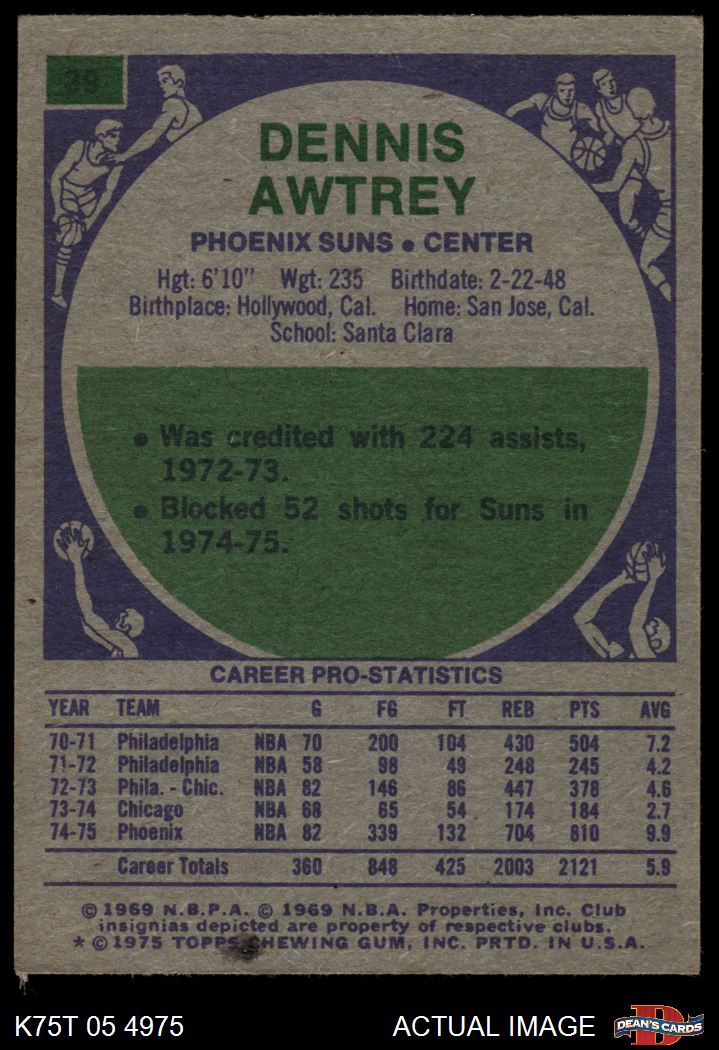 39
DENNIS
AWTREY
PHOENIX SUNS • CENTER
Hgt: 6'10" Wgt: 235 Birthdate: 2-22-48
Birthplace: Hollywood, Cal. Home: San Jose, Cal.
School: Santa Clara
• Was credited with 224 assists,
1972-73.
• Blocked 52 shots for Suns in
1974-75.
CAREER PRO-STATISTICS
YEAR TEAM G FG FT REB PTS AVG
70-71 Philadelphia NBA 70 200 104 430 504 7.2
71-72 Philadelphia NBA 58 98 49 248 245 4.2
72-73 Phila. - Chic. NBA 82 146 86 447 378 4.6
73-74 Chicago NBA 68 65 54 174 184 2.7
74-75 Phoenix NBA 82 339 132 704 810 9.9
Career Totals 360 848 425 2003 2121 5.9
© 1969 N.B.P.A. © 1969 N.B.A. Properties, Inc. Club
insignias depicted are property of respective clubs.
* © 1975 TOPPS CHEWING GUM, INC. PRTD. IN U.S.A.
K75T 05 4975 ACTUAL IMAGE D DEAN'S CARDS